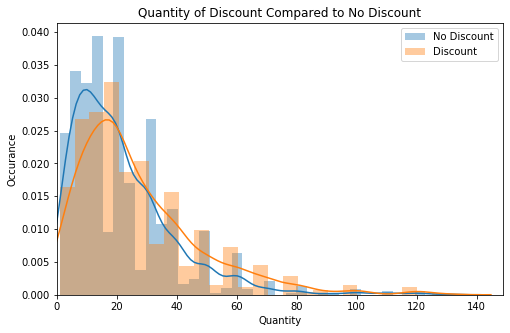 Quantity of Discount Compared to No Discount
No Discount
Discount
Occurance
0.040
0.035
0.030
0.025
0.020
0.015
0.010
0.005
0.000
0 20 40 60 80 100 120 140
Quantity